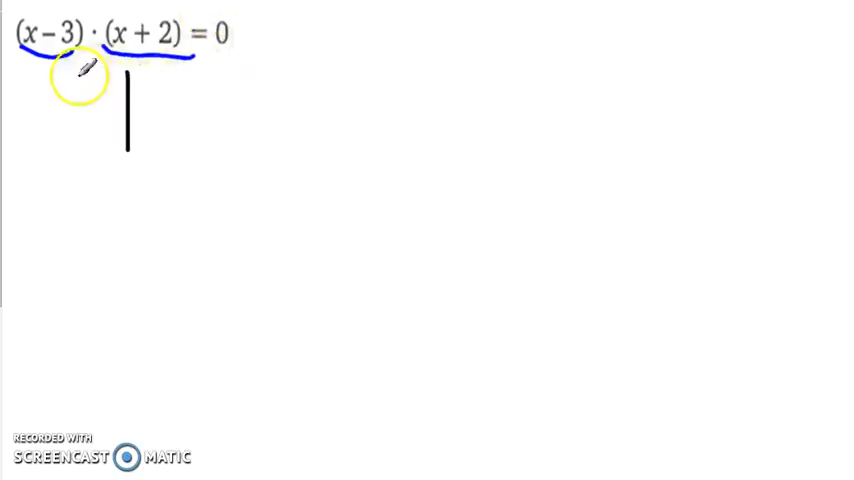 (x – 3) · (x + 2) = 0
RECORDED WITH
SCREENCAST MATIC